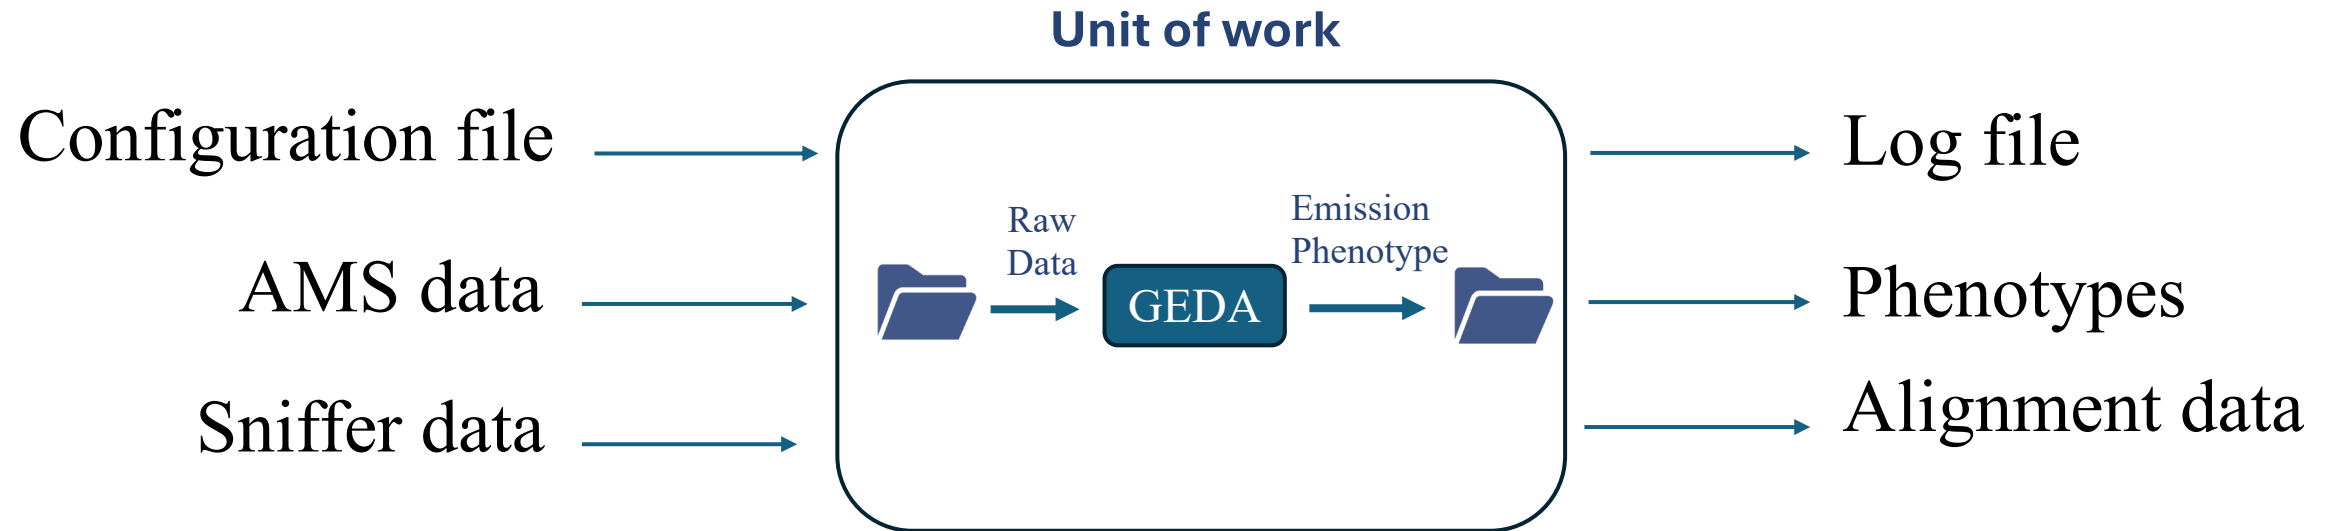 Unit of work
Configuration file
AMS data
Sniffer data
Raw
Data
GEDA
Emission
Phenotype
Log file
Phenotypes
Alignment data